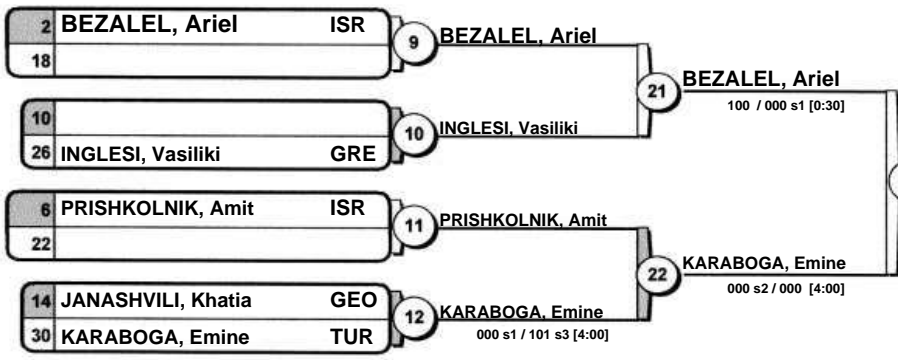 2 BEZALEL, Ariel ISR
18
9
BEZALEL, Ariel
10
26 INGLESI, Vasiliki GRE
10
INGLESI, Vasiliki
21
BEZALEL, Ariel
100 / 000 s1 [0:30]
6 PRISHKOLNIK, Amit ISR
22
11
PRISHKOLNIK, Amit
14 JANASHVILI, Khatia GEO
30 KARABOGA, Emine TUR
12
KARABOGA, Emine
000 s1 / 101 s3 [4:00]
22
KARABOGA, Emine
000 s2 / 000 [4:00]